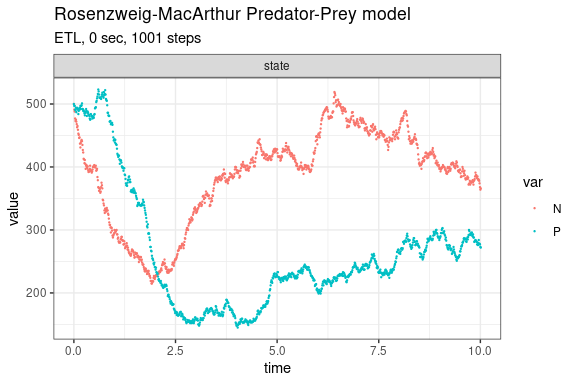 Rosenzweig-MacArthur Predator-Prey model
ETL, 0 sec, 1001 steps
state
500
400
300
200
value
0.0 2.5 5.0 7.5 10.0
time
var
N
P